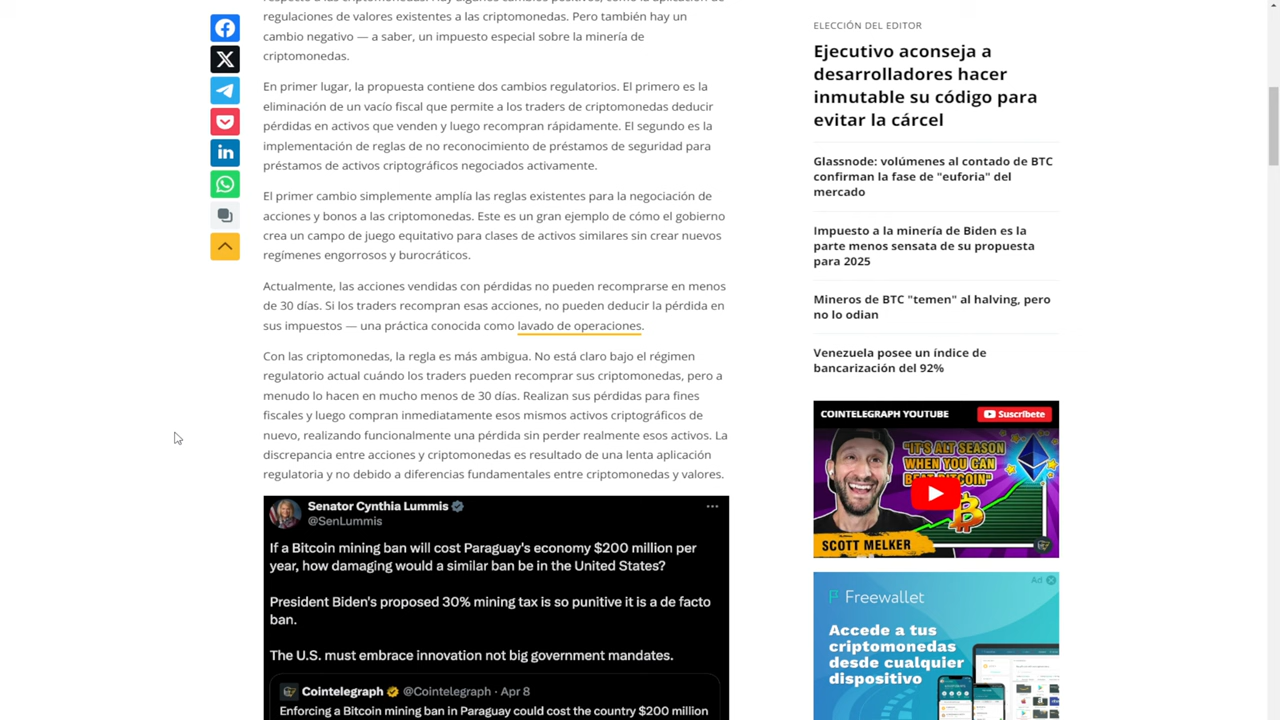 respecto a las criptomonedas. Hay algunos cambios positivos, como la aplicación de
regulaciones de valores existentes a las criptomonedas. Pero también hay un
cambio negativo — a saber, un impuesto especial sobre la minería de
criptomonedas.
En primer lugar, la propuesta contiene dos cambios regulatorios. El primero es la
eliminación de un vacío fiscal que permite a los traders de criptomonedas deducir
pérdidas en activos que venden y luego recompran rápidamente. El segundo es la
implementación de reglas de no reconocimiento de préstamos de seguridad para
préstamos de activos criptográficos negociados activamente.
El primer cambio simplemente amplía las reglas existentes para la negociación de
acciones y bonos a las criptomonedas. Este es un gran ejemplo de cómo el gobierno
crea un campo de juego equitativo para clases de activos similares sin crear nuevos
regímenes engorrosos y burocráticos.
Actualmente, las acciones vendidas con pérdidas no pueden recomprarse en menos
de 30 días. Si los traders recompran esas acciones, no pueden deducir la pérdida en
sus impuestos — una práctica conocida como lavado de operaciones.
Con las criptomonedas, la regla es más ambigua. No está claro bajo el régimen
regulatorio actual cuándo los traders pueden recomprar sus criptomonedas, pero a
menudo lo hacen en mucho menos de 30 días. Realizan sus pérdidas para fines
fiscales y luego compran inmediatamente esos mismos activos criptográficos de
nuevo, realizando funcionalmente una pérdida sin perder realmente esos activos. La
discrepancia entre acciones y criptomonedas es resultado de una lenta aplicación
regulatoria y no debido a diferencias fundamentales entre criptomonedas y valores.
Senator Cynthia Lummis
@SenLummis
If a Bitcoin mining ban will cost Paraguay's economy $200 million per
year, how damaging would a similar ban be in the United States?
President Biden's proposed 30% mining tax is so punitive it is a de facto
ban.
The U.S. must embrace innovation not big government mandates.
Cointelegraph @Cointelegraph · Apr 8
Enforcing Bitcoin mining ban in Paraguay could cost the country $200 million
ELECCIÓN DEL EDITOR
Ejecutivo aconseja a
desarrolladores hacer
inmutable su código para
evitar la cárcel
Glassnode: volúmenes al contado de BTC
confirman la fase de "euforia" del
mercado
Impuesto a la minería de Biden es la
parte menos sensata de su propuesta
para 2025
Mineros de BTC "temen" al halving, pero
no lo odian
Venezuela posee un índice de
bancarización del 92%
COINTELEGRAPH YOUTUBE
Suscríbete
"IT'S ALT SEASON
WHEN YOU CAN
BEAT BITCOIN"
SCOTT MELKER
Ad
Freewallet
Accede a tus
criptomonedas
desde cualquier
dispositivo